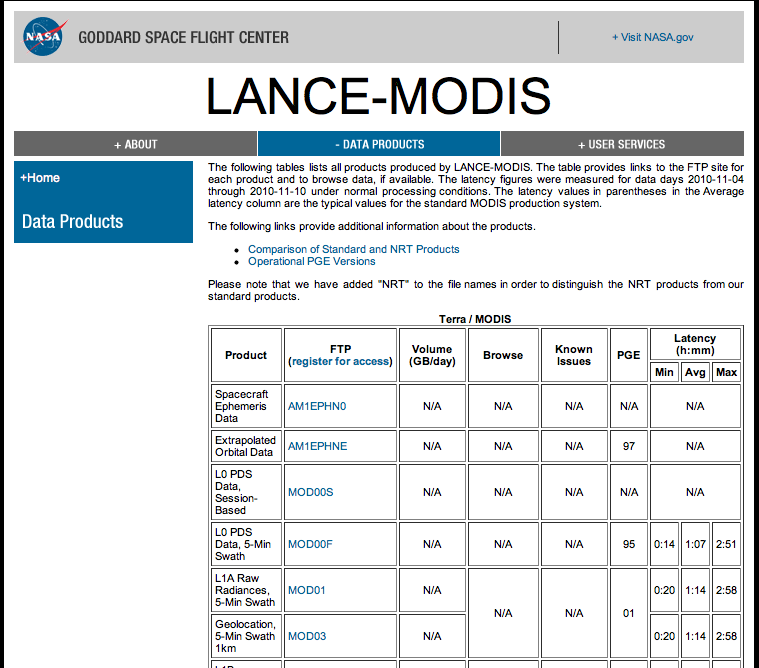 NASA
GODDARD SPACE FLIGHT CENTER
+ Visit NASA.gov
LANCE-MODIS
+ ABOUT
- DATA PRODUCTS
+ USER SERVICES
+Home
Data Products
The following tables lists all products produced by LANCE-MODIS. The table provides links to the FTP site for
each product and to browse data, if available. The latency figures were measured for data days 2010-11-04
through 2010-11-10 under normal processing conditions. The latency values in parentheses in the Average
latency column are the typical values for the standard MODIS production system.
The following links provide additional information about the products.
• Comparison of Standard and NRT Products
• Operational PGE Versions
Please note that we have added "NRT" to the file names in order to distinguish the NRT products from our
standard products.
Terra / MODIS
Product
FTP
(register for access)
Volume
(GB/day)
Browse
Known
Issues
PGE
Latency
(h:mm)
Min Avg Max
Spacecraft
Ephemeris
Data
AM1EPHN0 N/A N/A N/A N/A N/A
Extrapolated
Orbital Data
AM1EPHNE N/A N/A N/A 97 N/A
L0 PDS
Data,
Session-
Based
MOD00S N/A N/A N/A N/A N/A
L0 PDS
Data, 5-Min
Swath
MOD00F N/A N/A N/A 95 0:14 1:07 2:51
L1A Raw
Radiances,
5-Min Swath
MOD01 N/A N/A N/A 01 0:20 1:14 2:58
Geolocation,
5-Min Swath
1km
MOD03 N/A 0:20 1:14 2:58